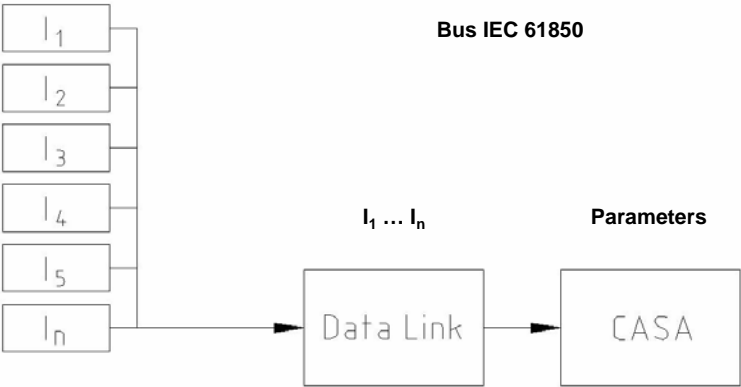 Bus IEC 61850
I1
I2
I3
I4
I5
In
I1 … In
Parameters
Data Link
CASA